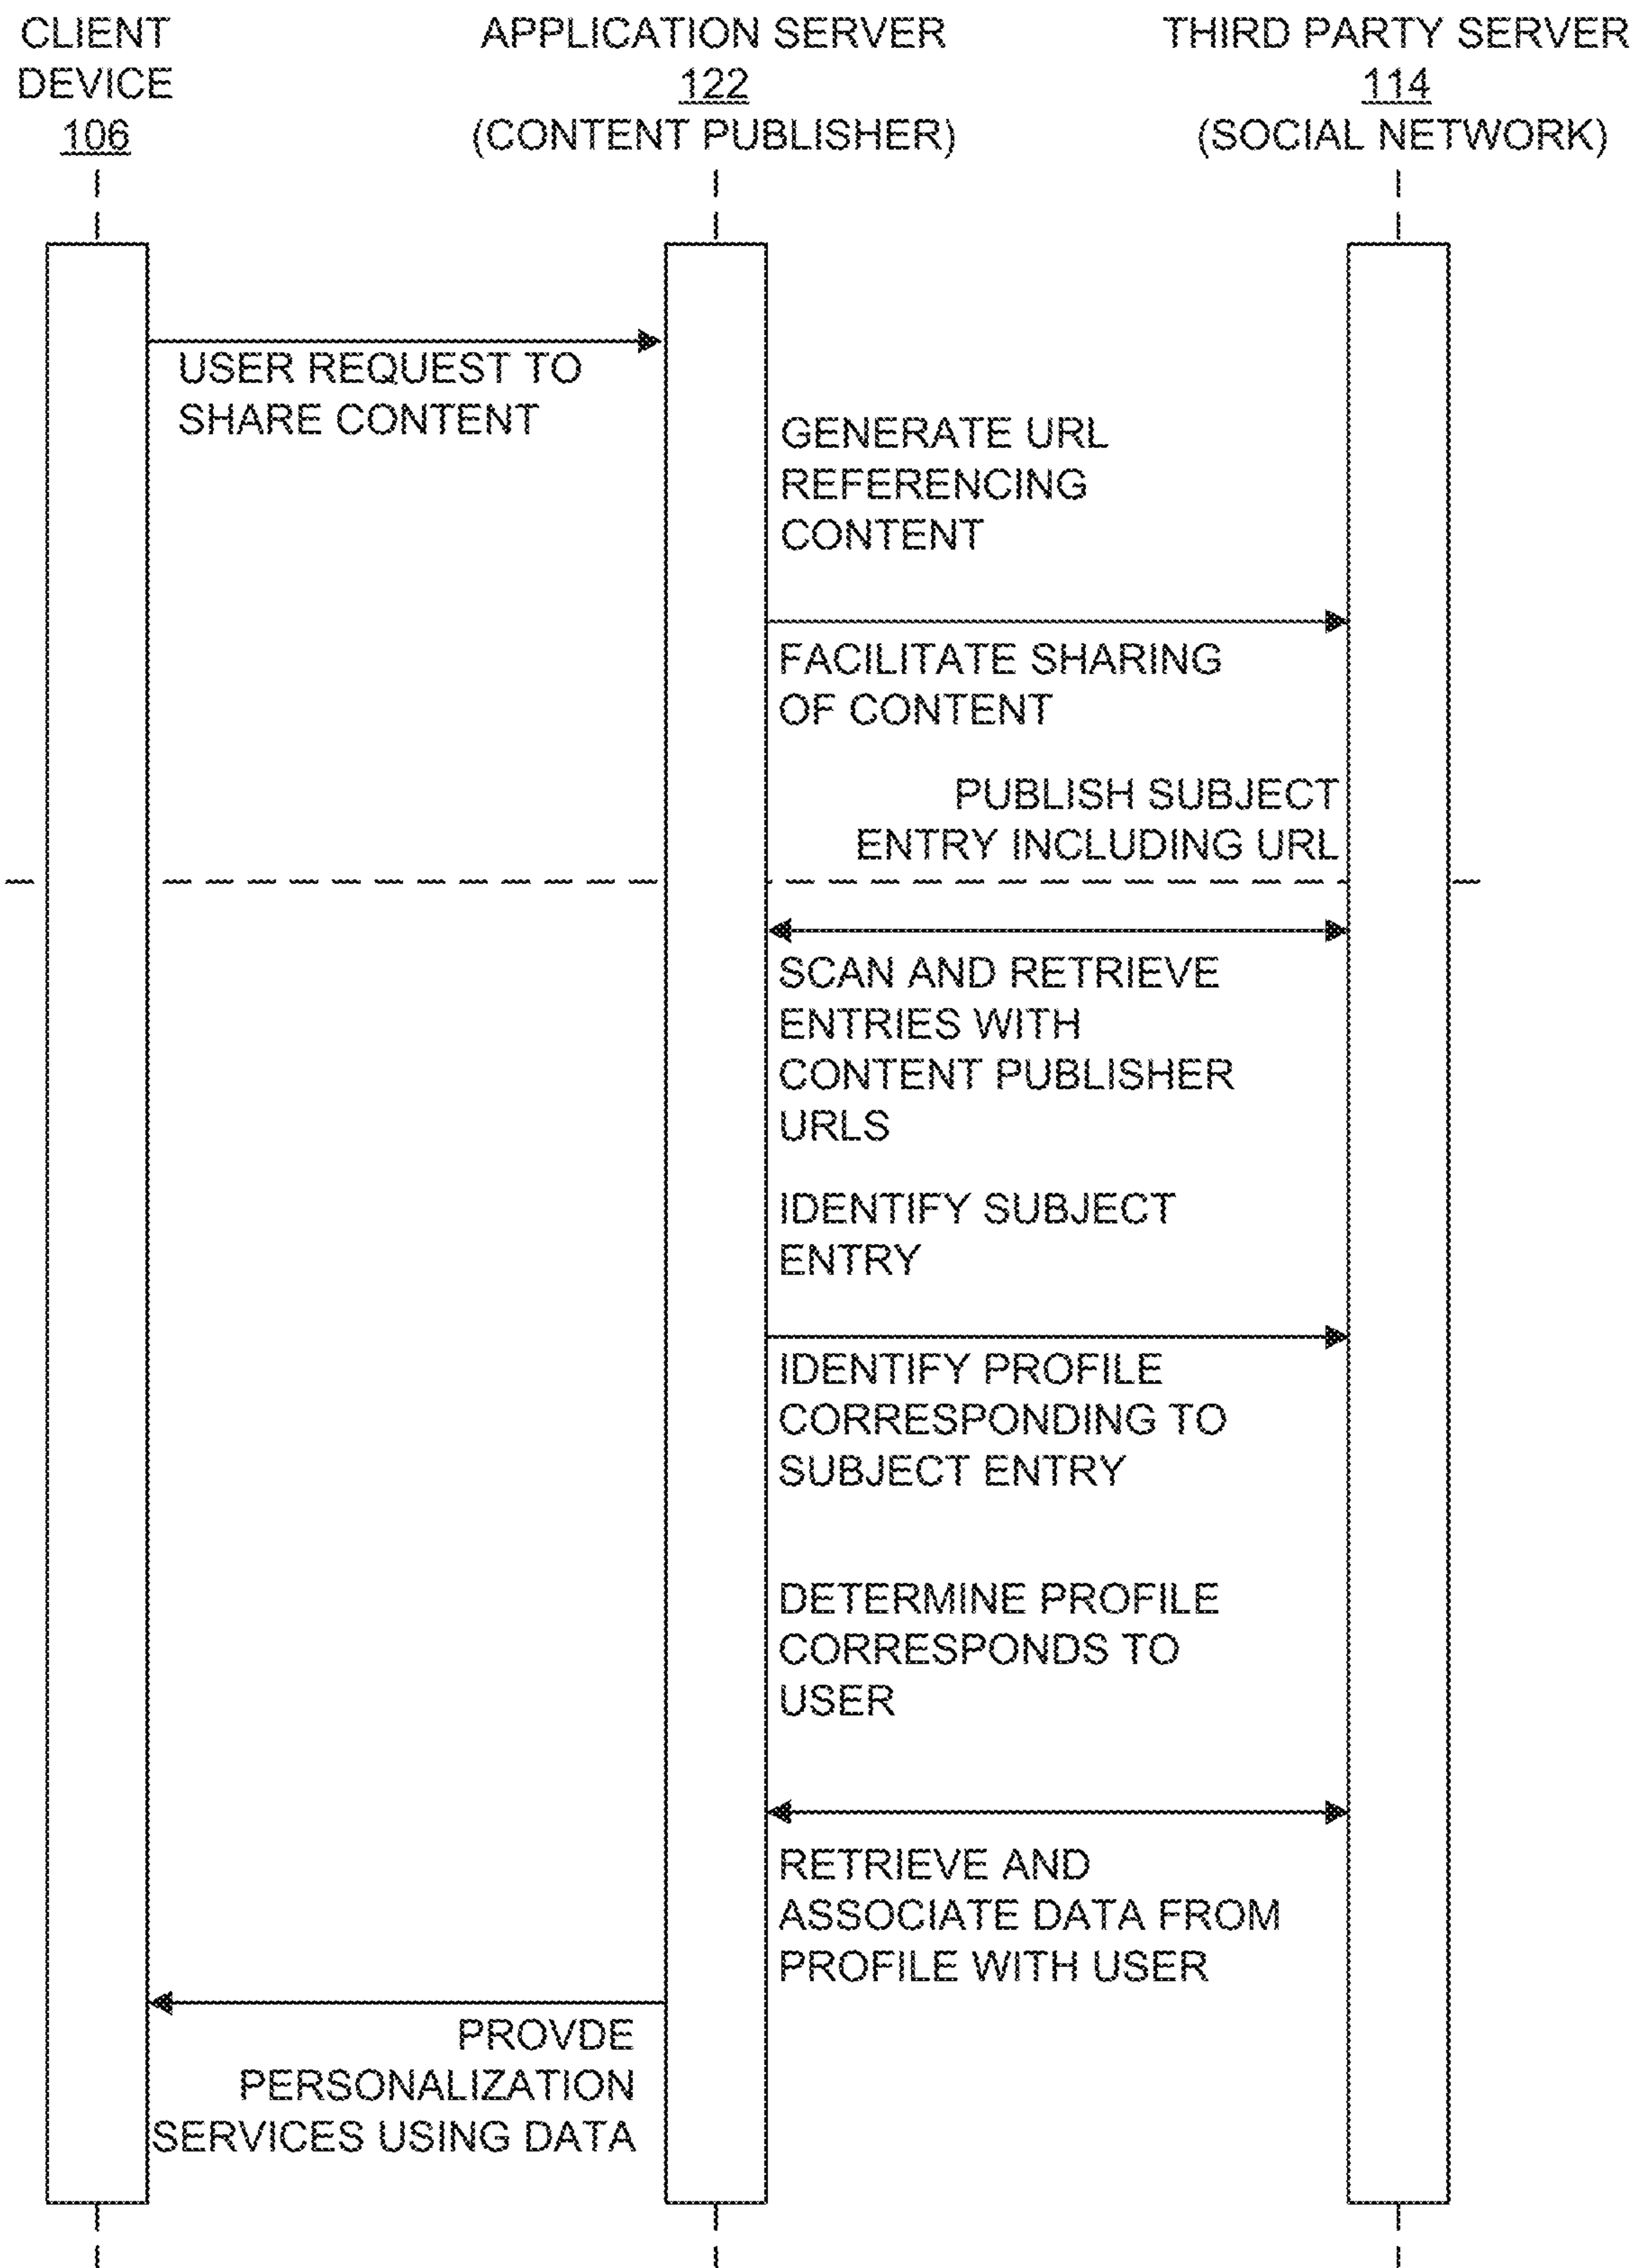 CLIENT
DEVICE
106
APPLICATION SERVER
122
(CONTENT PUBLISHER)
THIRD PARTY SERVER
114
(SOCIAL NETWORK)
USER REQUEST TO
SHARE CONTENT
GENERATE URL
REFERENCING
CONTENT
FACILITATE SHARING
OF CONTENT
PUBLISH SUBJECT
ENTRY INCLUDING URL
SCAN AND RETRIEVE
ENTRIES WITH
CONTENT PUBLISHER
URLS
IDENTIFY SUBJECT
ENTRY
IDENTIFY PROFILE
CORRESPONDING TO
SUBJECT ENTRY
DETERMINE PROFILE
CORRESPONDS TO
USER
RETRIEVE AND
ASSOCIATE DATA FROM
PROFILE WITH USER
PROVDE
PERSONALIZATION
SERVICES USING DATA